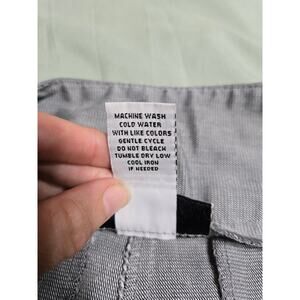 MACHINE WASH
COLD WATER
WITH LIKE COLORS
GENTLE CYCLE
DO NOT BLEACH
TUMBLE DRY LOW
COOL IRON
IF NEEDED